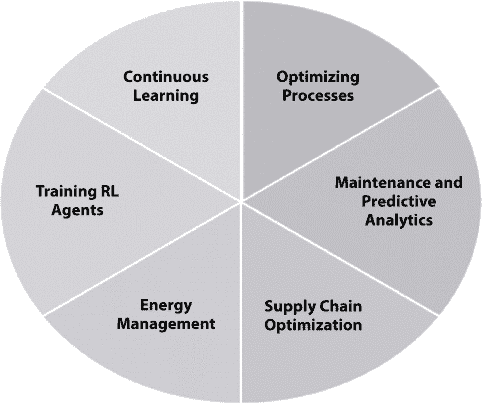 Continuous
Learning
Optimizing
Processes
Training RL
Agents
Maintenance and
Predictive
Analytics
Energy
Management
Supply Chain
Optimization